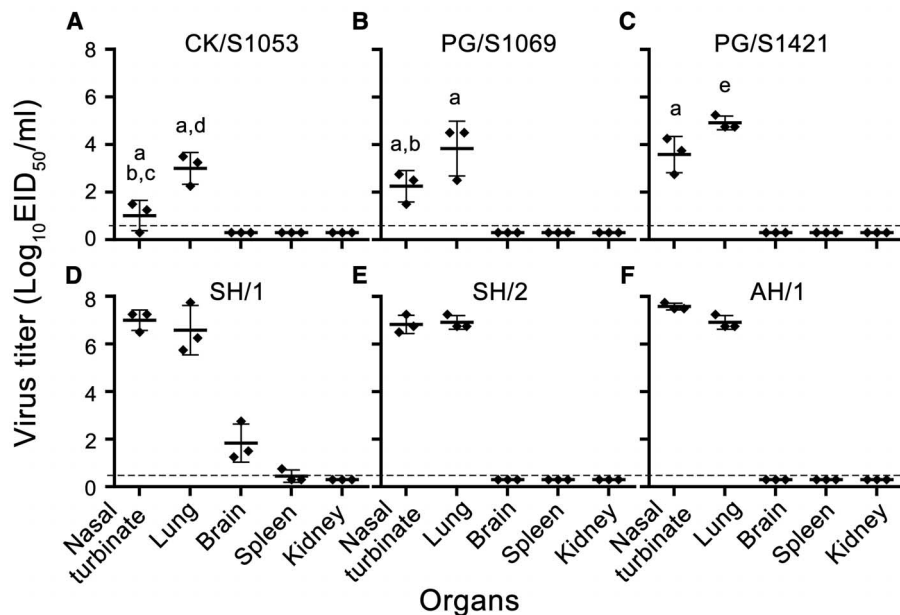 A
CK/S1053
B
PG/S1069
C
PG/S1421
Virus titer (Log10EID50/ml)
8
6
4
2
0
a
b,c
a,d
a,b
a
a
e
D
SH/1
E
SH/2
F
AH/1
8
6
4
2
0
Nasal
turbinate
Lung
Brain
Spleen
Kidney
Nasal
turbinate
Lung
Brain
Spleen
Kidney
Nasal
turbinate
Lung
Brain
Spleen
Kidney
Organs